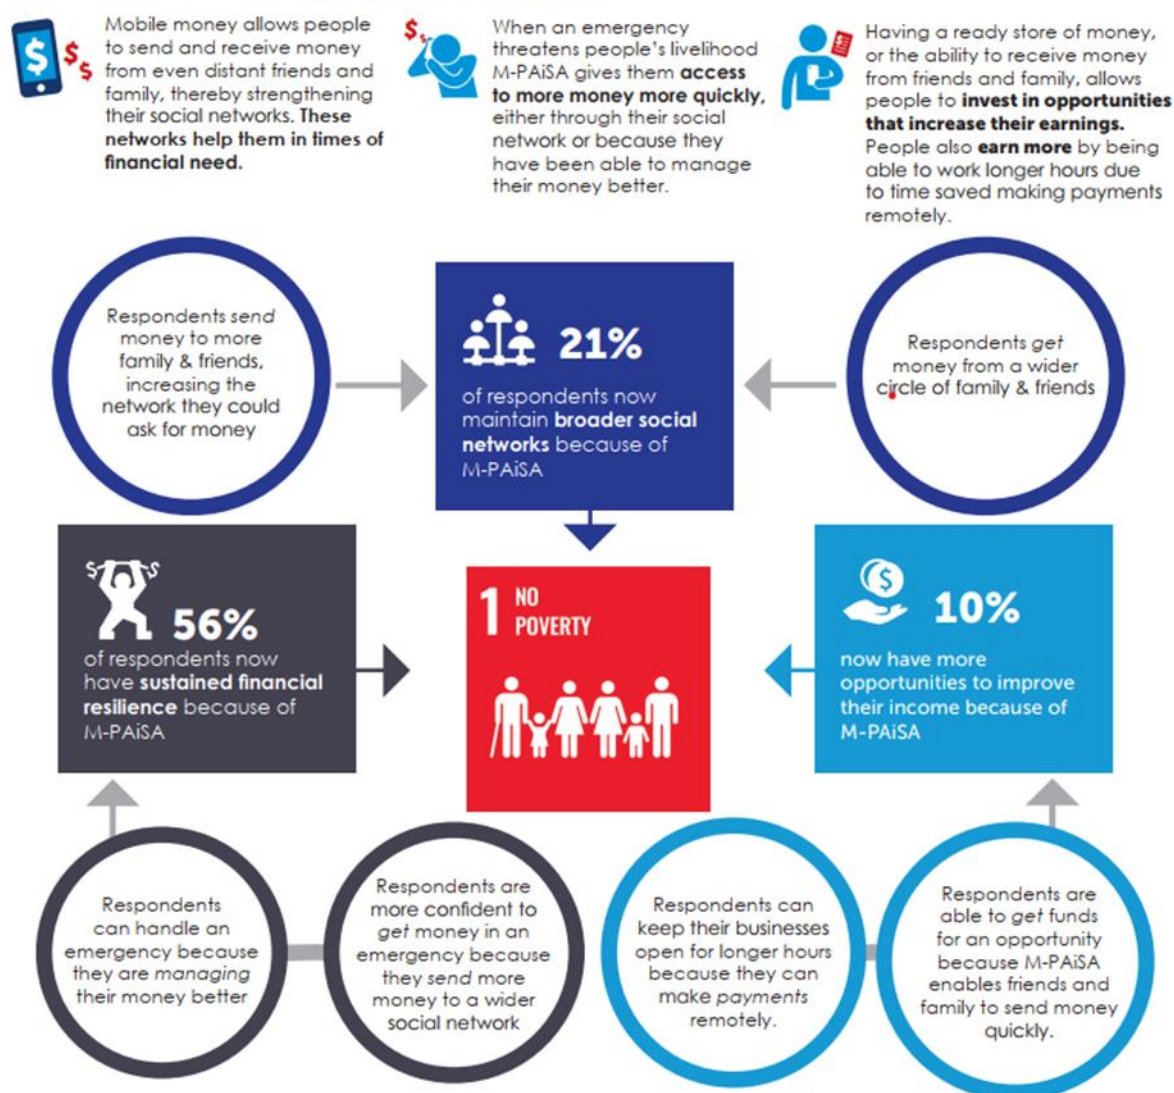 Mobile money allows people
to send and receive money
from even distant friends and
family, thereby strengthening
their social networks. These
networks help them in times of
financial need.
When an emergency
threatens people's livelihood
M-PAiSA gives them access
to more money more quickly,
either through their social
network or because they
have been able to manage
their money better.
Having a ready store of money,
or the ability to receive money
from friends and family, allows
people to invest in opportunities
that increase their earnings.
People also earn more by being
able to work longer hours due
to time saved making payments
remotely.
Respondents send
money to more
family & friends,
increasing the
network they could
ask for money
21%
of respondents now
maintain broader social
networks because of
M-PAiSA
Respondents get
money from a wider
circle of family & friends
56%
of respondents now
have sustained financial
resilience because of
M-PAiSA
1 NO
POVERTY
10%
now have more
opportunities to improve
their income because of
M-PAiSA
Respondents
can handle an
emergency because
they are managing
their money better
Respondents are
more confident to
get money in an
emergency because
they send more
money to a wider
social network
Respondents can
keep their businesses
open for longer hours
because they can
make payments
remotely.
Respondents are
able to get funds
for an opportunity
because M-PAiSA
enables friends and
family to send money
quickly.